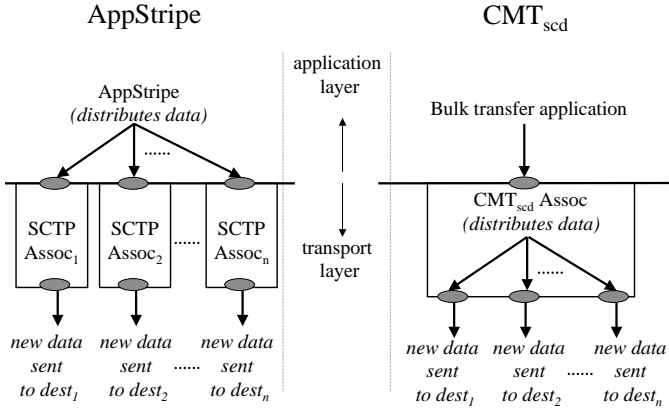 AppStripe
CMTscd
application
layer
AppStripe
(distributes data)
......
Bulk transfer application
SCTP
Assoc1
SCTP
Assoc2
......
SCTP
Assocn
transport
layer
CMTscd Assoc
(distributes data)
......
new data
sent
to dest1
new data
sent
to dest2
......
new data
sent
to destn
new data
sent
to dest1
new data
sent
to dest2
......
new data
sent
to destn